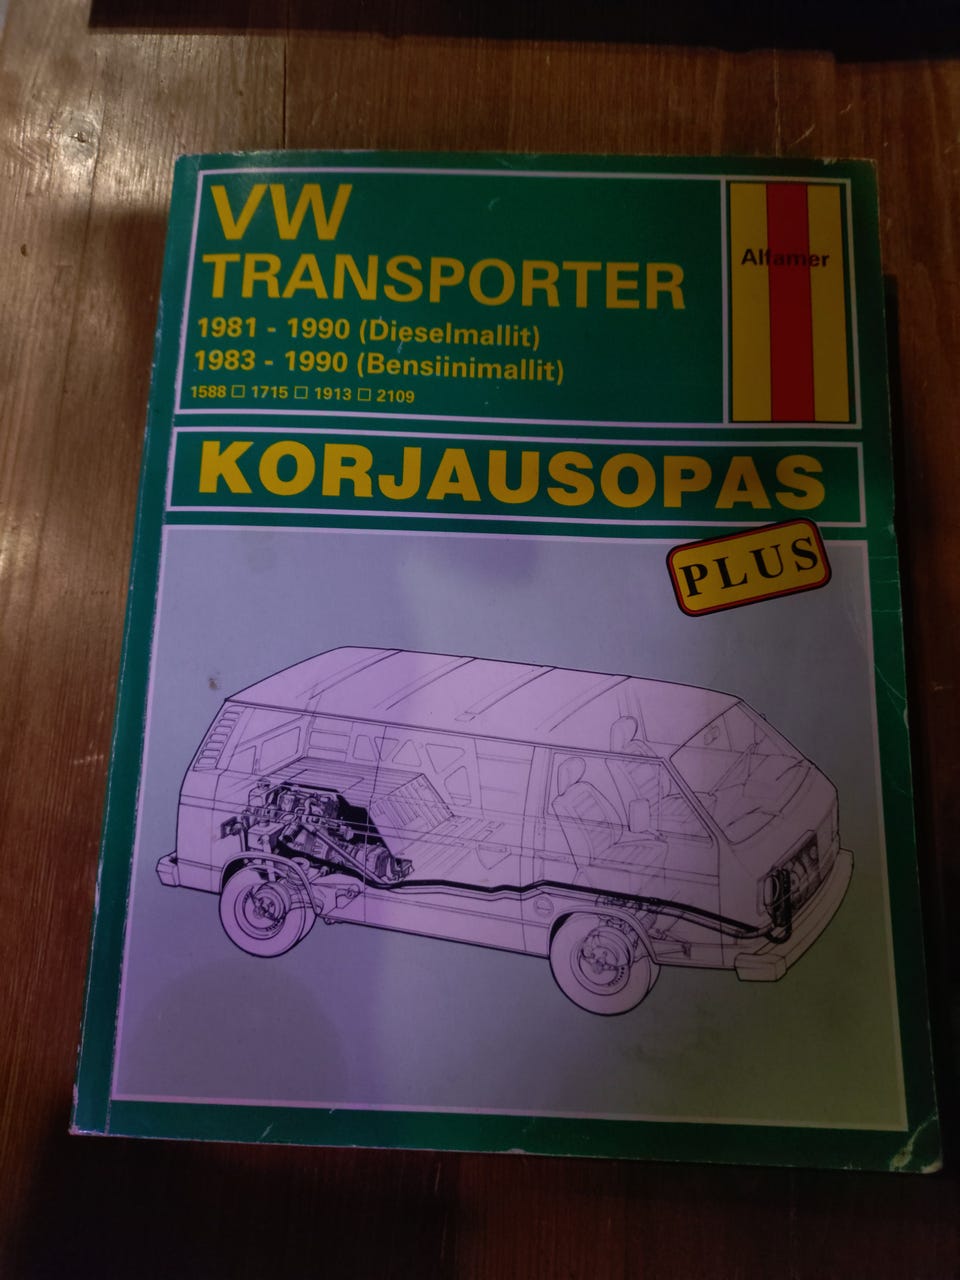 VW
TRANSPORTER
1981 - 1990 (Dieselmallit)
1983 - 1990 (Bensiinimallit)
1588 □ 1715 □ 1913 □ 2109
Alfamer
KORJAUSOPAS
PLUS